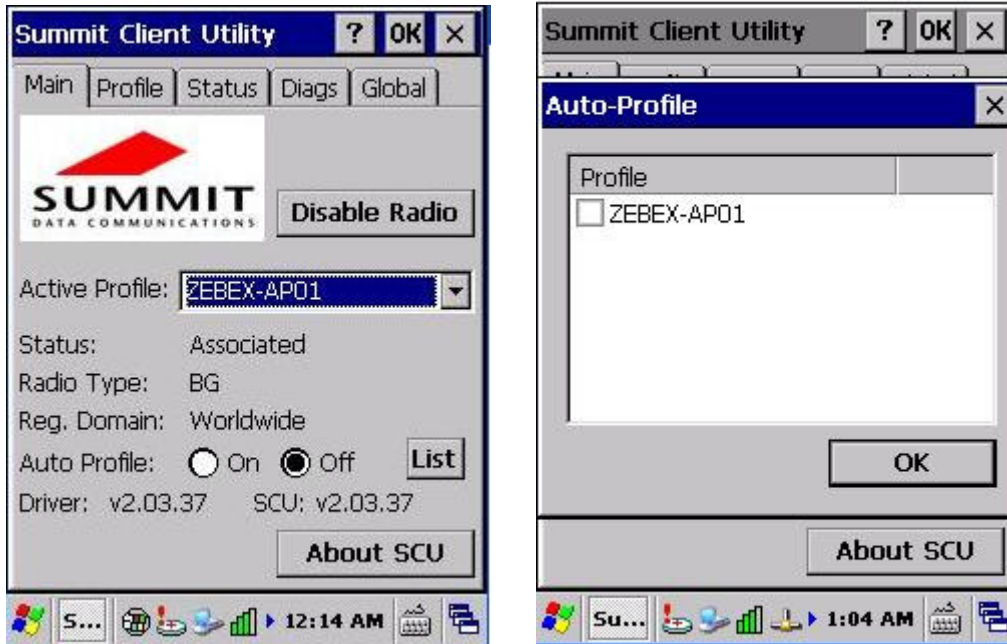 Summit Client Utility ? OK ×
Main Profile Status Diags Global
SUMMIT
DATA COMMUNICATIONS
Disable Radio
Active Profile: ZEBEX-AP01
Status: Associated
Radio Type: BG
Reg. Domain: Worldwide
Auto Profile: On Off List
Driver: v2.03.37 SCU: v2.03.37
About SCU
S... 12:14 AM
Summit Client Utility ? OK ×
Auto-Profile ×
Profile
ZEBEX-AP01
OK
About SCU
Su... 1:04 AM